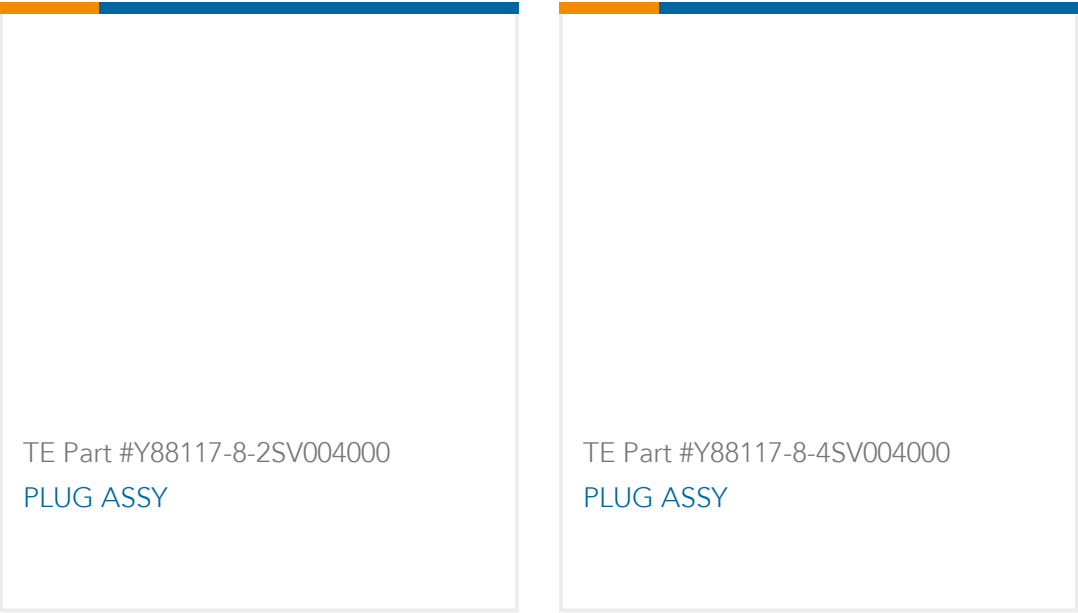 TE Part #Y88117-8-2SV004000
PLUG ASSY
TE Part #Y88117-8-4SV004000
PLUG ASSY